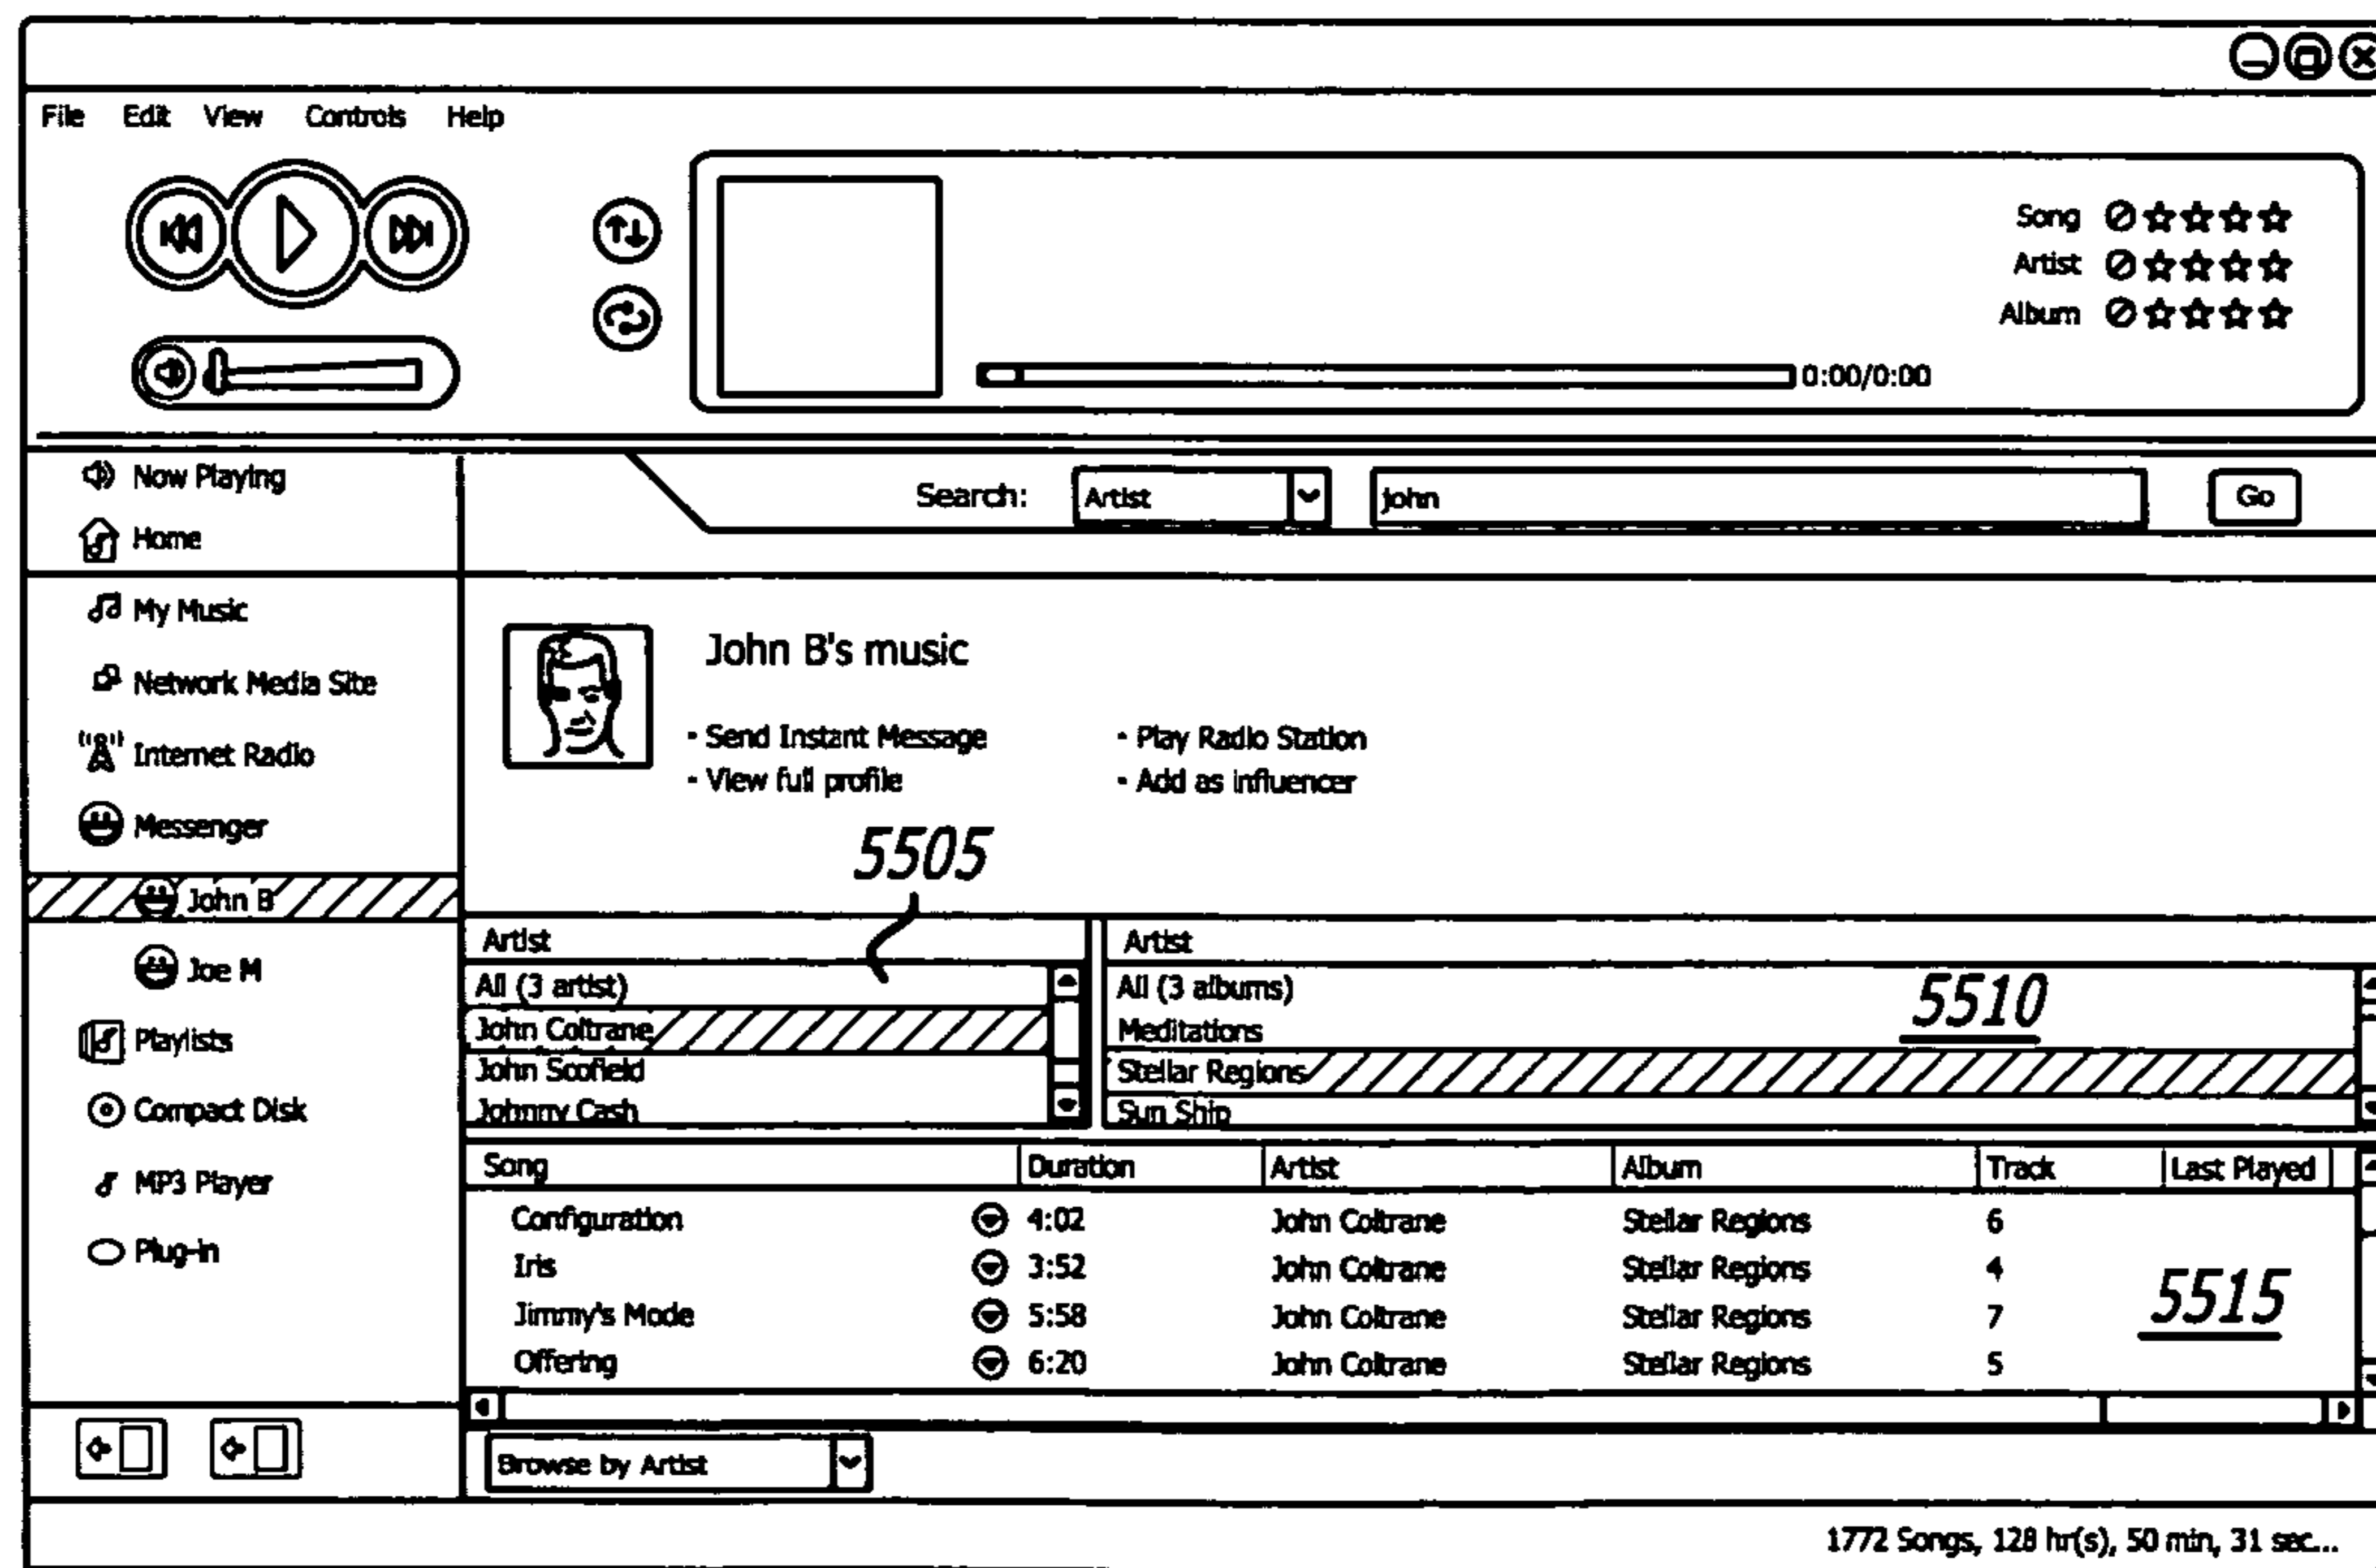 File Edit View Controls Help
Song
Artist
Album
0:00/0:00
Now Playing
Home
Search: Artist john Go
My Music
Network Media Site
Internet Radio
Messenger
John B
Joe M
Playlists
Compact Disk
MP3 Player
Plug-in
John B's music
- Send Instant Message - Play Radio Station
- View full profile - Add as influencer
5505
Artist Artist
All (3 artist) All (3 albums) 5510
John Coltrane Meditations
John Scofield Stellar Regions
Johnny Cash Sun Ship
Song Duration Artist Album Track Last Played
Configuration 4:02 John Coltrane Stellar Regions 6
Iris 3:52 John Coltrane Stellar Regions 4
Jimmy's Mode 5:58 John Coltrane Stellar Regions 7 5515
Offering 6:20 John Coltrane Stellar Regions 5
Browse by Artist
1772 Songs, 128 hr(s), 50 min, 31 sec...